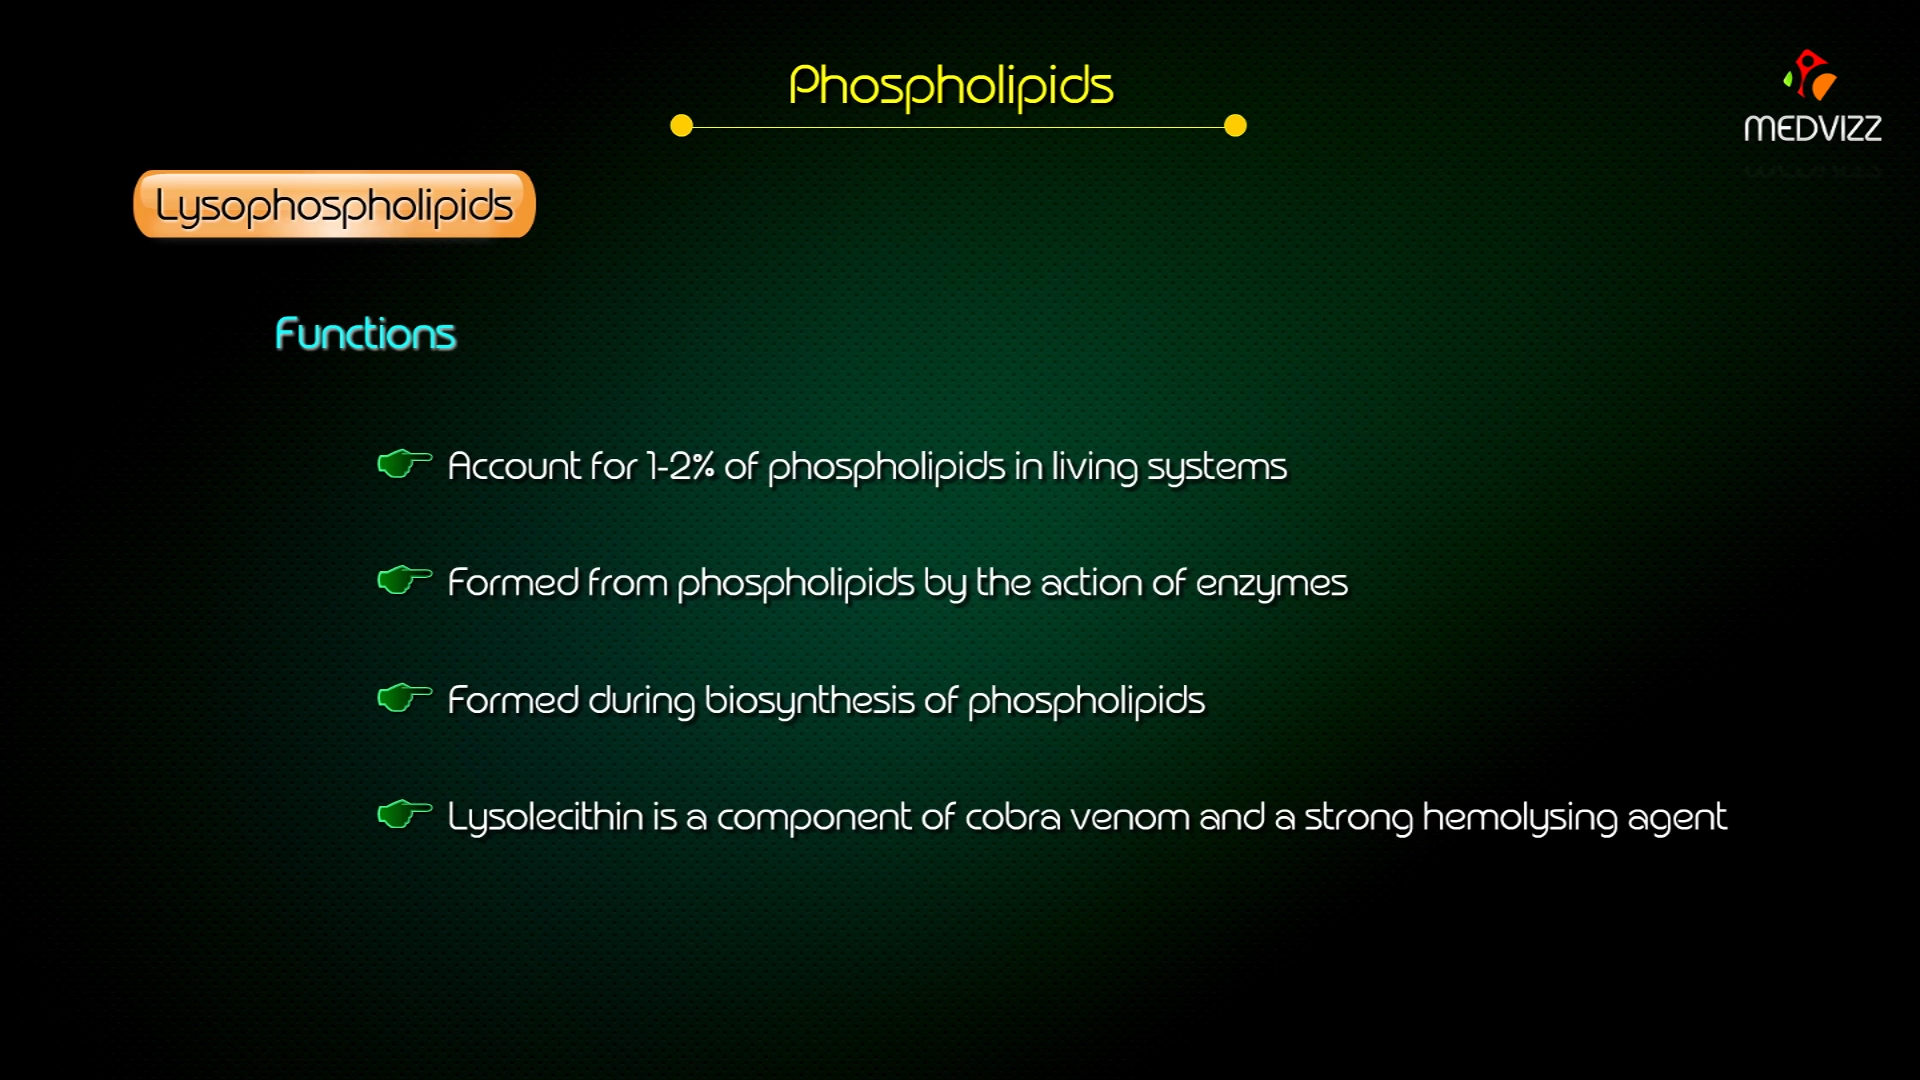 Phospholipids
MEDVIZZ
Lysophospholipids
Functions
Account for 1-2% of phospholipids in living systems
Formed from phospholipids by the action of enzymes
Formed during biosynthesis of phospholipids
Lysolecithin is a component of cobra venom and a strong hemolysing agent